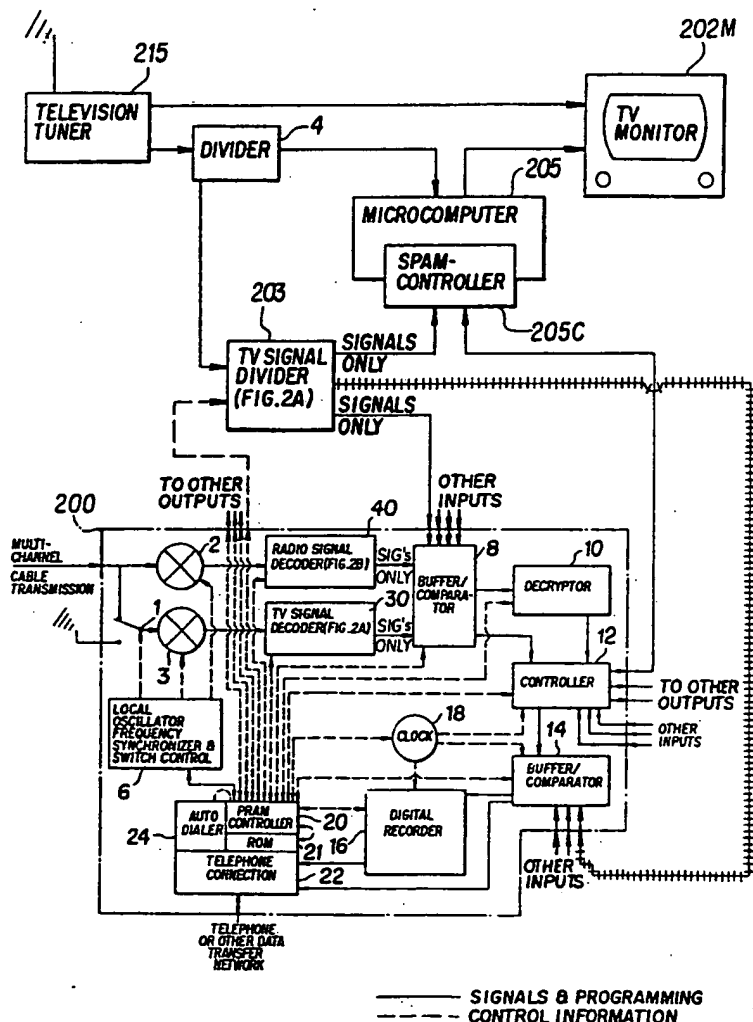 215
202M
TELEVISION
TUNER
4
DIVIDER
TV
MONITOR
205
MICROCOMPUTER
SPAM-
CONTROLLER
205C
203
TV SIGNAL
DIVIDER
(FIG.2A)
SIGNALS
ONLY
SIGNALS
ONLY
TO OTHER
OUTPUTS
OTHER
INPUTS
200
40
8
MULTI-
CHANNEL
CABLE
TRANSMISSION
2
RADIO SIGNAL
DECODER(FIG.2B)
SIG's
ONLY
BUFFER/
COMPARA-
TOR
10
DECRYPTOR
1
3
30
TV SIGNAL
DECODER(FIG.2A)
SIG's
ONLY
12
CONTROLLER
TO OTHER
OUTPUTS
OTHER
INPUTS
LOCAL
OSCILLATOR
FREQUENCY
SYNCHRONIZER &
SWITCH CONTROL
6
18
CLOCK
14
BUFFER/
COMPARATOR
24
AUTO
DIALER
PRAM
CONTROLLER
20
ROM
21
TELEPHONE
CONNECTION
22
16
DIGITAL
RECORDER
OTHER
INPUTS
TELEPHONE
OR OTHER DATA
TRANSFER
NETWORK
SIGNALS & PROGRAMMING
CONTROL INFORMATION